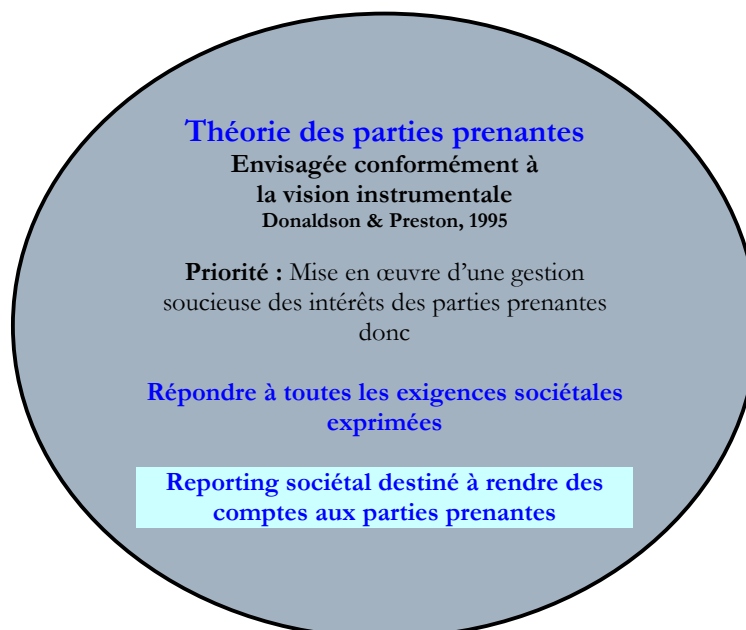 Théorie des parties prenantes
Envisagée conformément à
la vision instrumentale
Donaldson & Preston, 1995
Priorité : Mise en œuvre d’une gestion
soucieuse des intérêts des parties prenantes
donc
Répondre à toutes les exigences sociétales
exprimées
Reporting sociétal destiné à rendre des
comptes aux parties prenantes